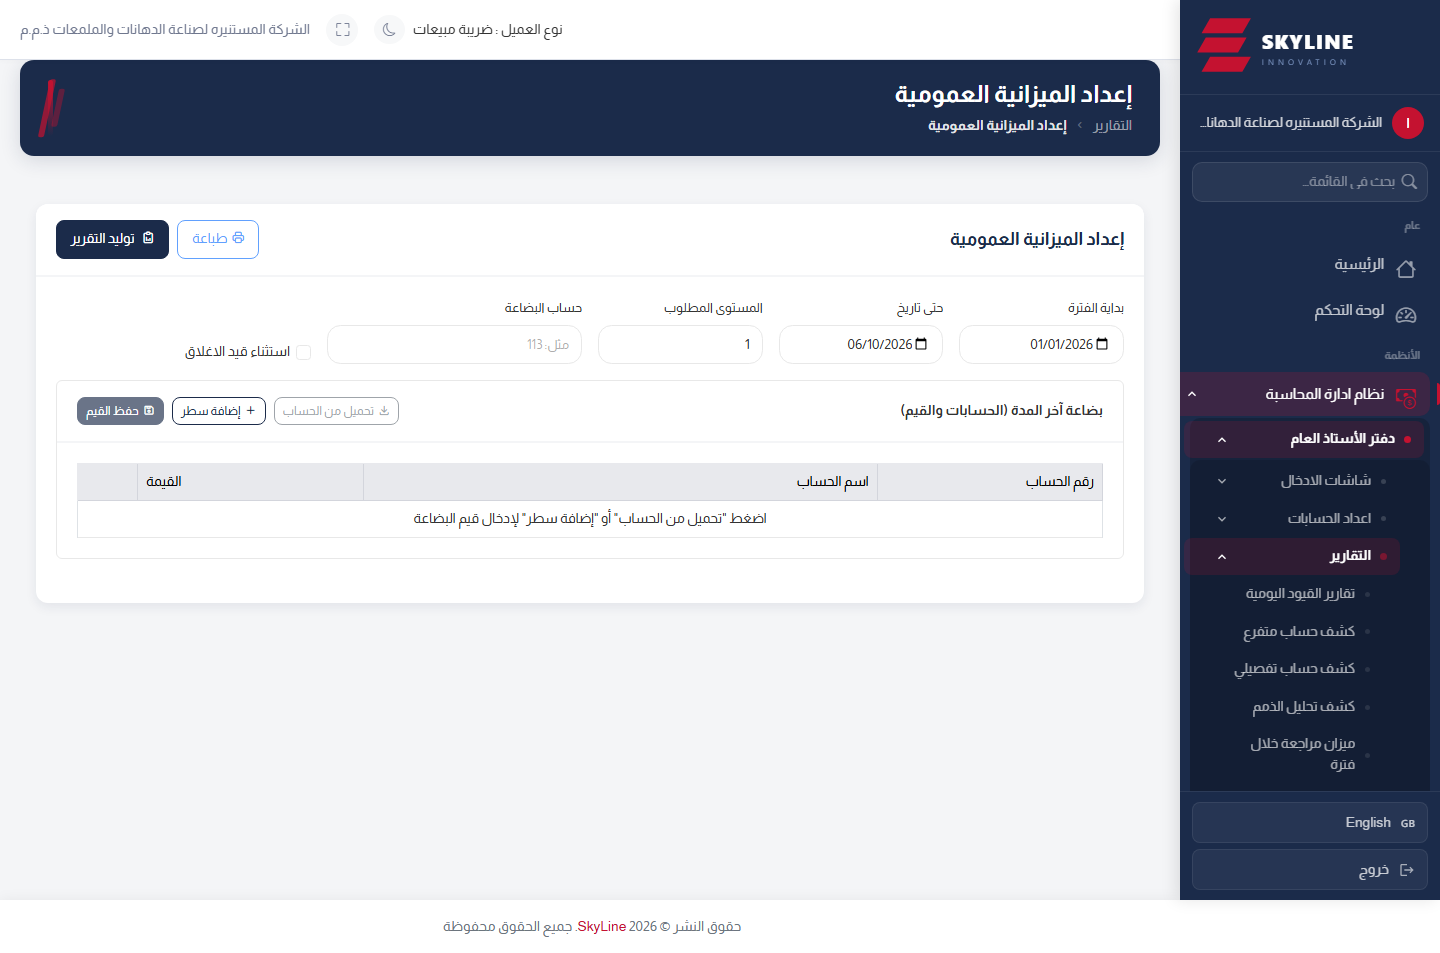 SKYLINE
INNOVATION
ا
الشركة المستنيره لصناعة الدهانا...
بحث في القائمة...
عام
الرئيسية
لوحة التحكم
الأنظمة
نظام ادارة المحاسبة
دفتر الأستاذ العام
شاشات الادخال
اعداد الحسابات
التقارير
تقارير القيود اليومية
كشف حساب متفرع
كشف حساب تفصيلي
كشف تحليل الذمم
ميزان مراجعة خلال
فترة
GB English
خروج
نوع العميل : ضريبة مبيعات
الشركة المستنيره لصناعة الدهانات والملمعات ذ.م.م
إعداد الميزانية العمومية
التقارير › إعداد الميزانية العمومية
إعداد الميزانية العمومية
طباعة
توليد التقرير
بداية الفترة
حتى تاريخ
المستوى المطلوب
حساب البضاعة
01/01/2026
06/10/2026
1
مثل: 113
استثناء قيد الاغلاق
بضاعة آخر المدة (الحسابات والقيم)
تحميل من الحساب
إضافة سطر
حفظ القيم
رقم الحساب
اسم الحساب
القيمة
اضغط "تحميل من الحساب" أو "إضافة سطر" لإدخال قيم البضاعة
حقوق النشر © 2026 SkyLine. جميع الحقوق محفوظة